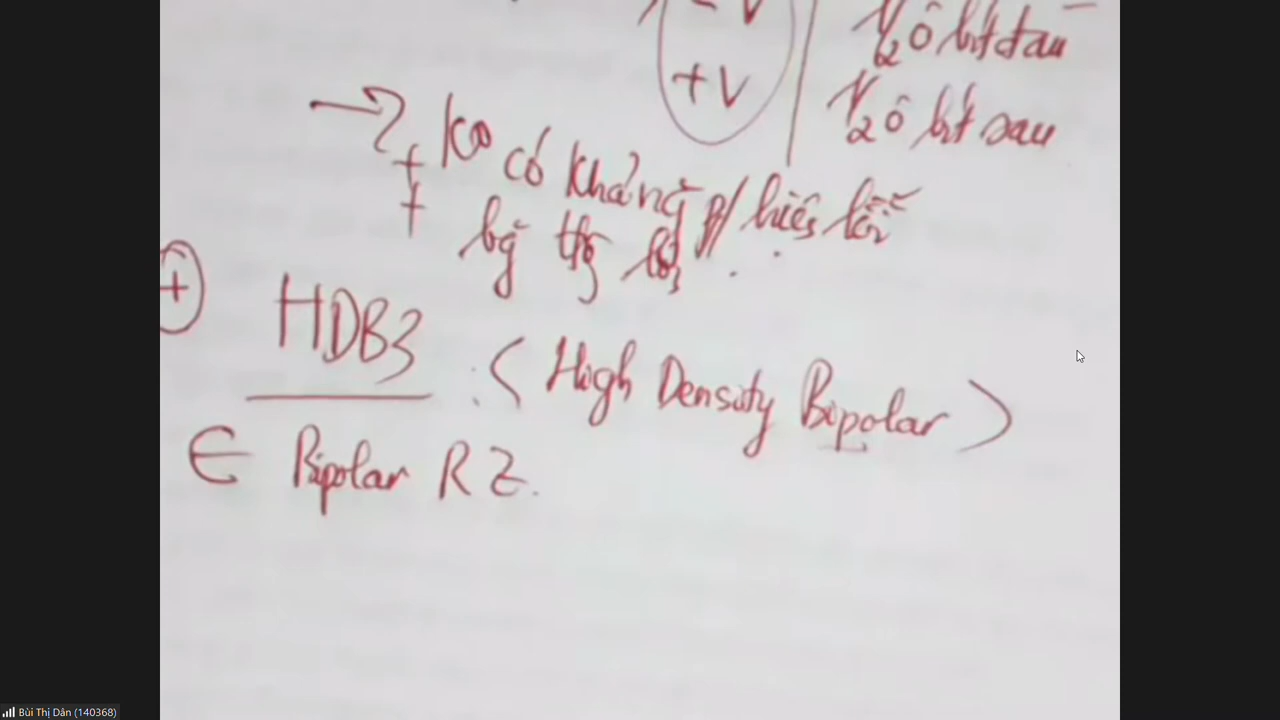 - V
+ V
1/2 ô bit đầu
1/2 ô bit sau
→ + Ko có khả năng p/hiện lỗi
+
HDB3 : ( High Density Bipolar )
∈ Bipolar RZ.
Bùi Thị Dân (140368)